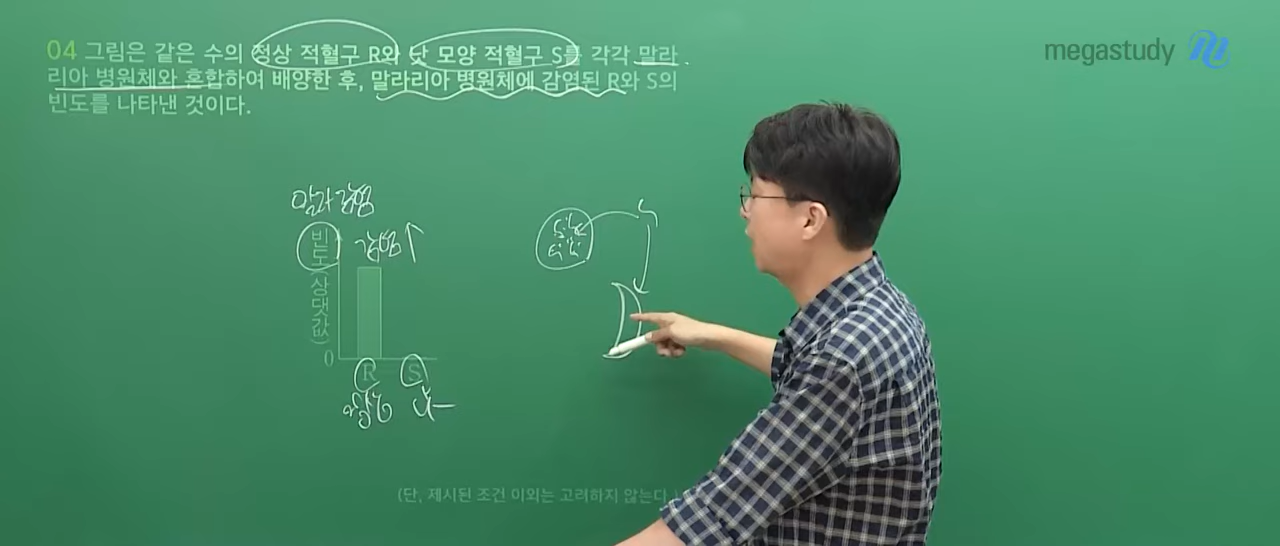 04 그림은 같은 수의 정상 적혈구 R와 낫 모양 적혈구 S를 각각 말라
리아 병원체와 혼합하여 배양한 후, 말라리아 병원체에 감염된 R와 S의
빈도를 나타낸 것이다.
megastudy
빈도(상댓값)
감염↑
0
R
S
(단, 제시된 조건 이외는 고려하지 않는다.